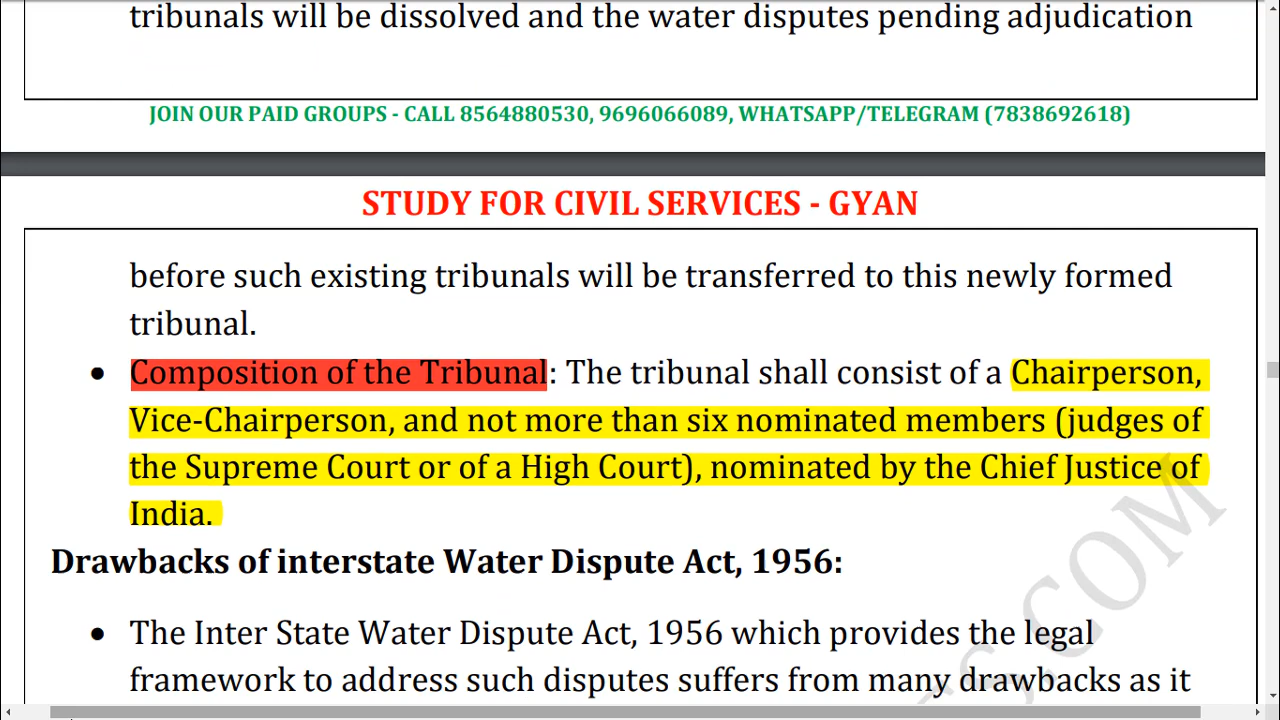 tribunals will be dissolved and the water disputes pending adjudication
JOIN OUR PAID GROUPS - CALL 8564880530, 9696066089, WHATSAPP/TELEGRAM (7838692618)
STUDY FOR CIVIL SERVICES - GYAN
before such existing tribunals will be transferred to this newly formed
tribunal.
• Composition of the Tribunal: The tribunal shall consist of a Chairperson,
Vice-Chairperson, and not more than six nominated members (judges of
the Supreme Court or of a High Court), nominated by the Chief Justice of
India.
Drawbacks of interstate Water Dispute Act, 1956:
• The Inter State Water Dispute Act, 1956 which provides the legal
framework to address such disputes suffers from many drawbacks as it
S.COM